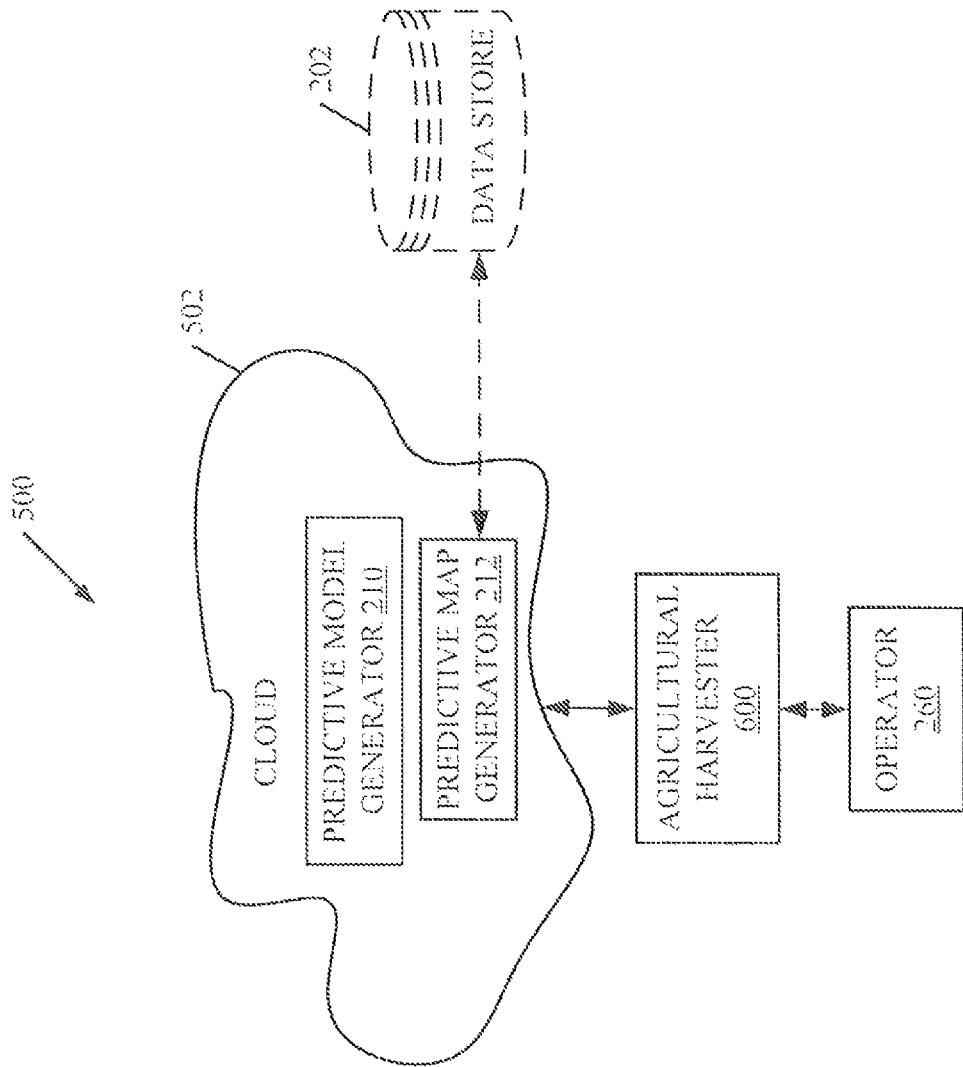 500
502
202
CLOUD
PREDICTIVE MODEL
GENERATOR 210
PREDICTIVE MAP
GENERATOR 212
DATA STORE
AGRICULTURAL
HARVESTER
600
OPERATOR
260